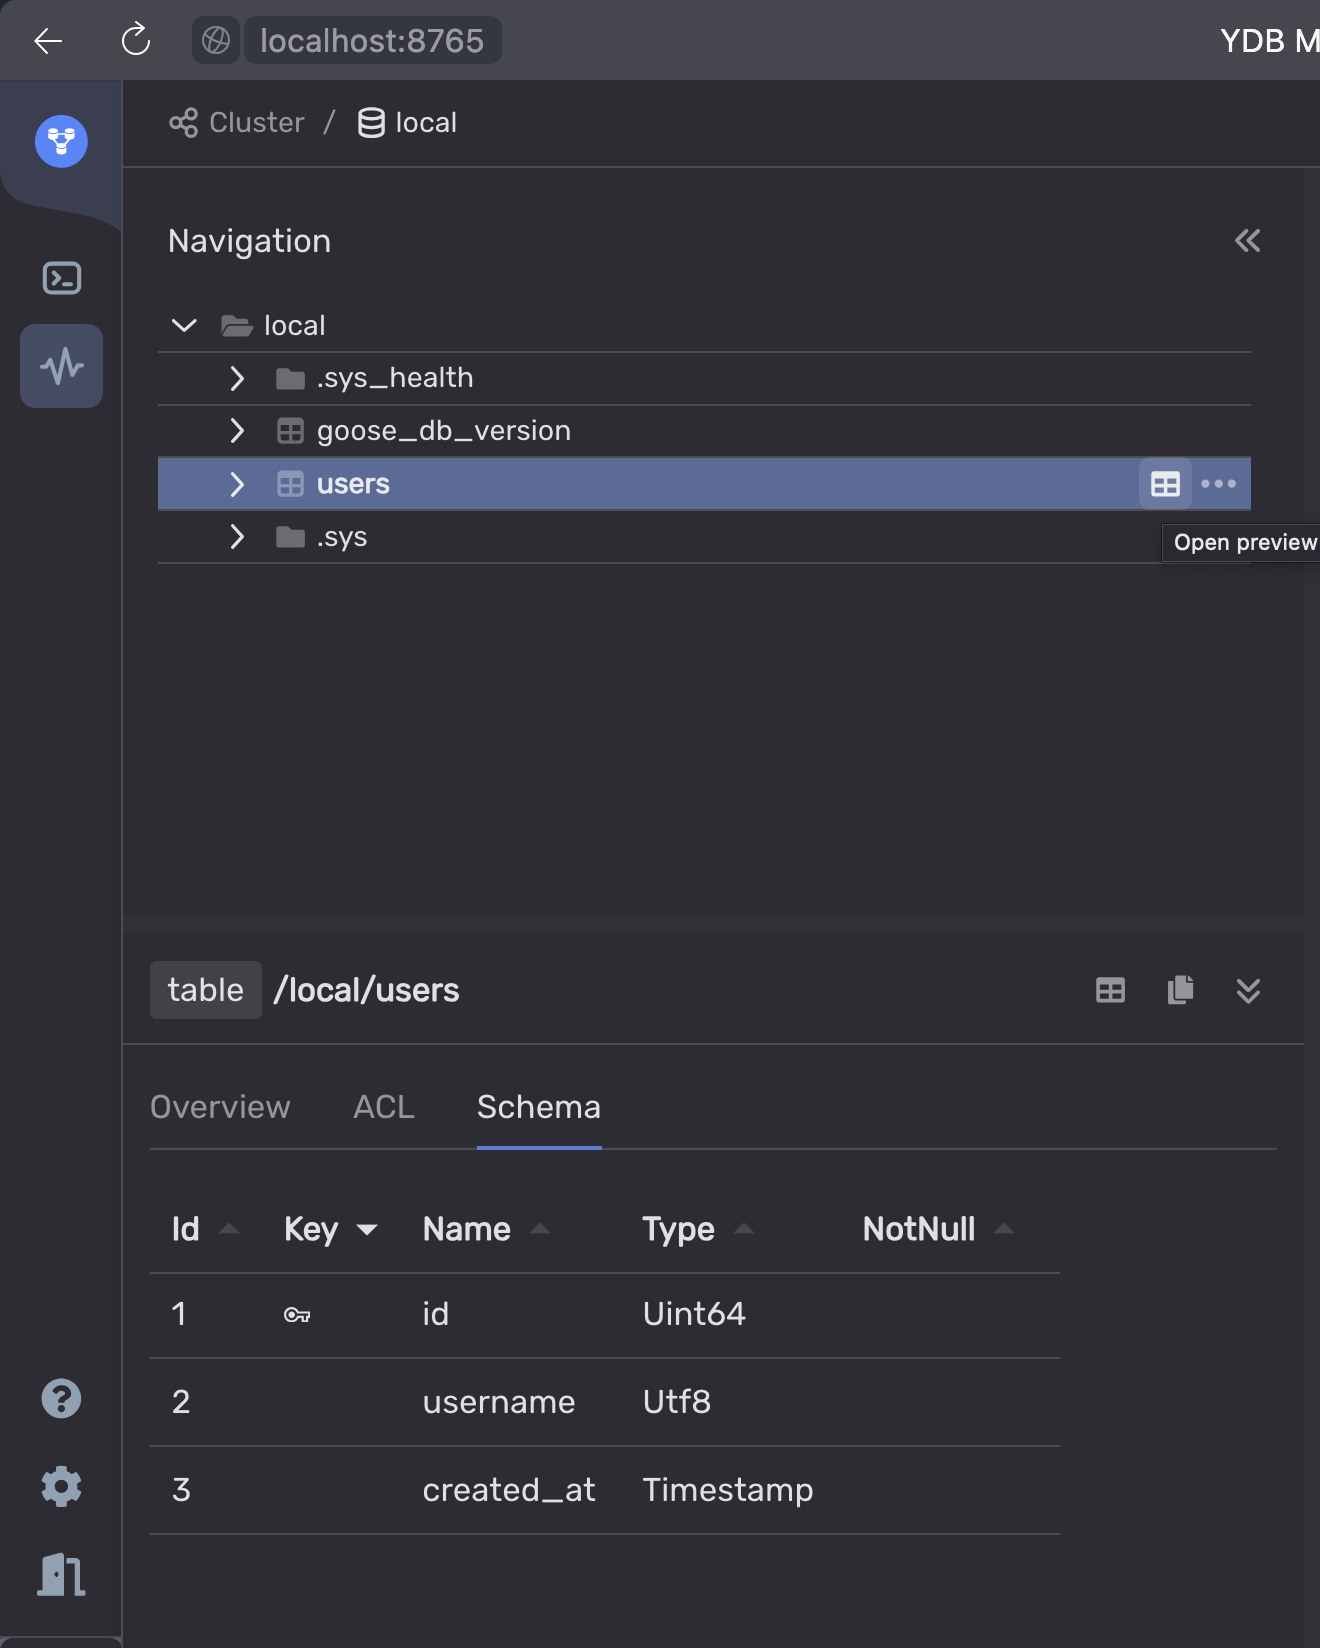 localhost:8765
YDB M
Cluster / local
Navigation
local
.sys_health
goose_db_version
users
.sys
Open preview
table /local/users
Overview ACL Schema
Id Key Name Type NotNull
1 id Uint64
2 username Utf8
3 created_at Timestamp